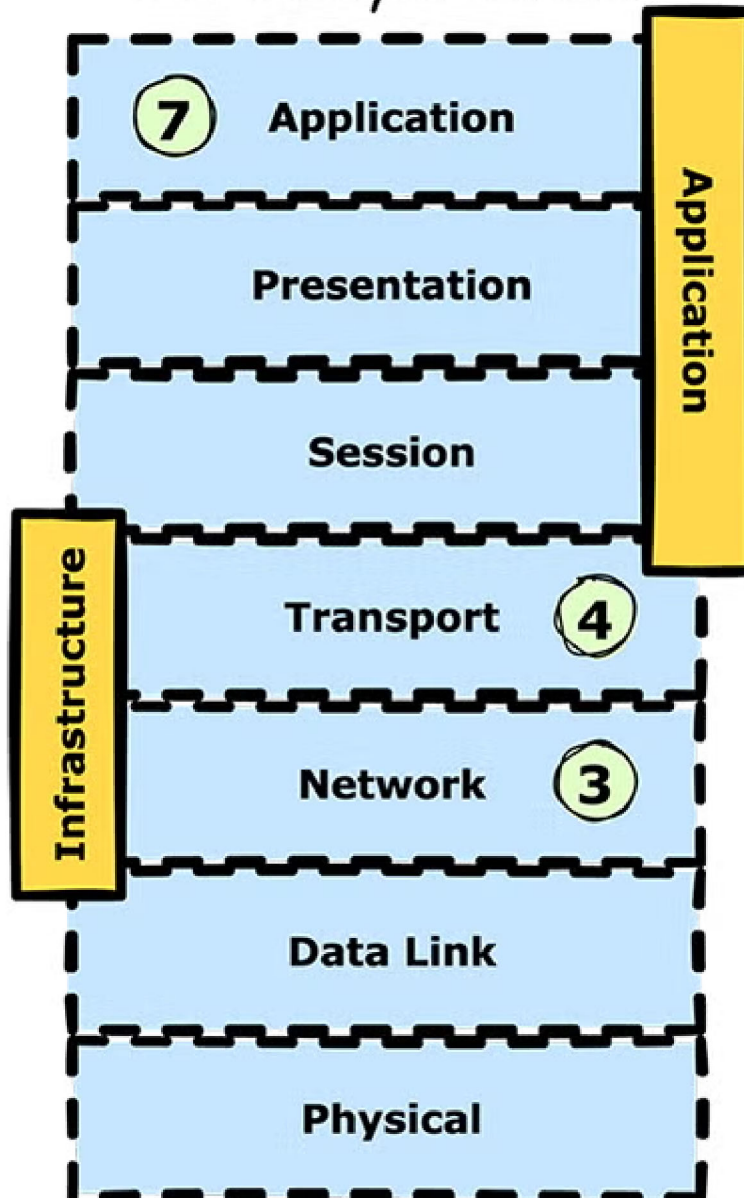 7 Application
Application
Presentation
Session
Infrastructure
Transport 4
Network 3
Data Link
Physical